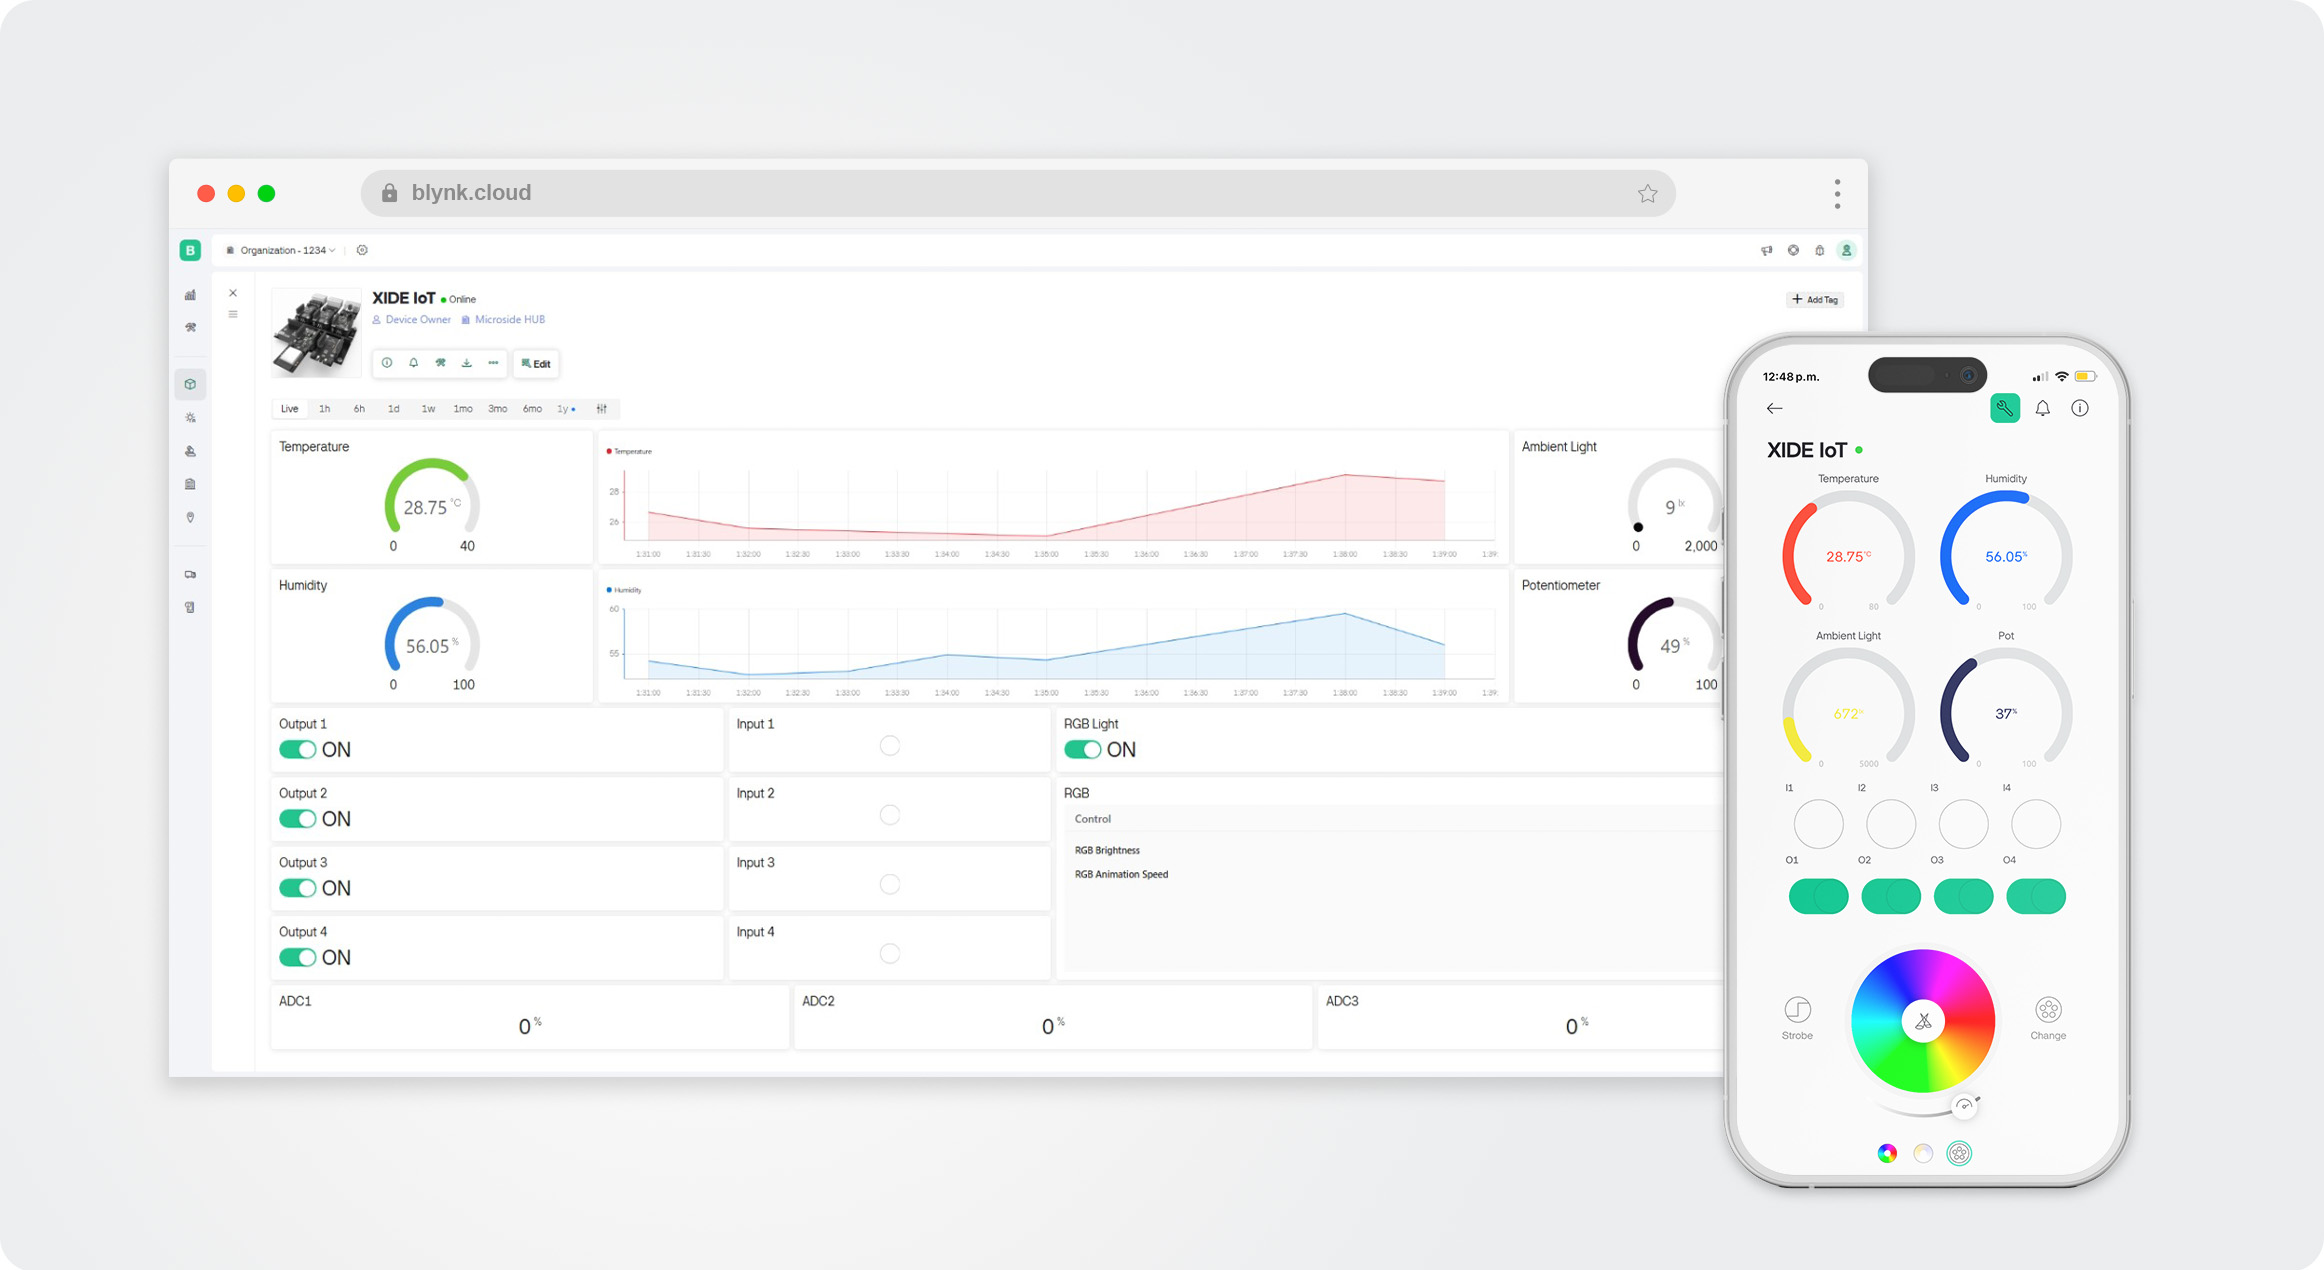 blynk.cloud
B
Organization - 1234
XIDE IoT
Online
Device Owner
Microside HUB
Add Tag
Edit
Live 1h 6h 1d 1w 1mo 3mo 6mo 1y
Temperature
28.75 °C
0 40
Temperature
28
26
1:31:00 1:31:30 1:32:00 1:32:30 1:33:00 1:33:30 1:34:00 1:34:30 1:35:00 1:35:30 1:36:00 1:36:30 1:37:00 1:37:30 1:38:00 1:38:30 1:39:00 1:39:
Ambient Light
9 lx
0 2,000
Humidity
56.05 %
0 100
Humidity
60
55
1:31:00 1:31:30 1:32:00 1:32:30 1:33:00 1:33:30 1:34:00 1:34:30 1:35:00 1:35:30 1:36:00 1:36:30 1:37:00 1:37:30 1:38:00 1:38:30 1:39:00 1:39:
Potentiometer
49 %
0 100
Output 1
ON
Input 1
RGB Light
ON
Output 2
ON
Input 2
RGB
Control
RGB Brightness
RGB Animation Speed
Output 3
ON
Input 3
Output 4
ON
Input 4
ADC1
0 %
ADC2
0 %
ADC3
0 %
12:48 p.m.
XIDE IoT
Temperature
28.75°C
0 80
Humidity
56.05%
0 100
Ambient Light
672
0 5000
Pot
37%
0 100
I1 I2 I3 I4
O1 O2 O3 O4
Strobe
Change